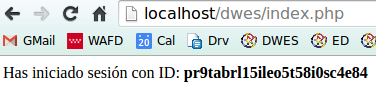 localhost/dwes/index.php
GMail WAFD 20 Cal Drv DWES ED
Has iniciado sesión con ID: pr9tabrl15ileo5t58i0sc4e84